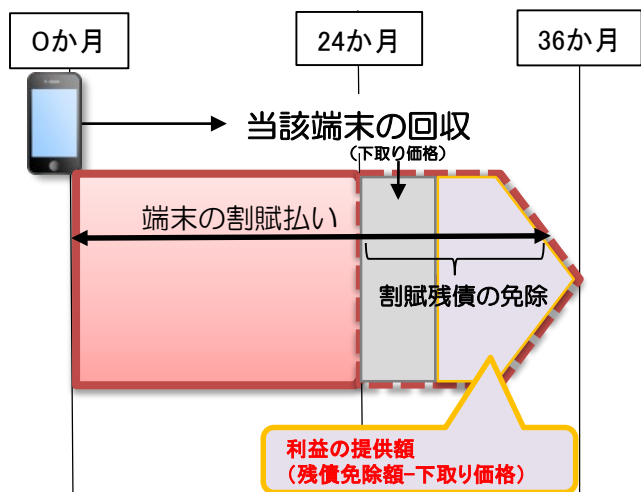 0か月
24か月
36か月
当該端末の回収
(下取り価格)
端末の割賦払い
割賦残債の免除
利益の提供額
(残債免除額-下取り価格)